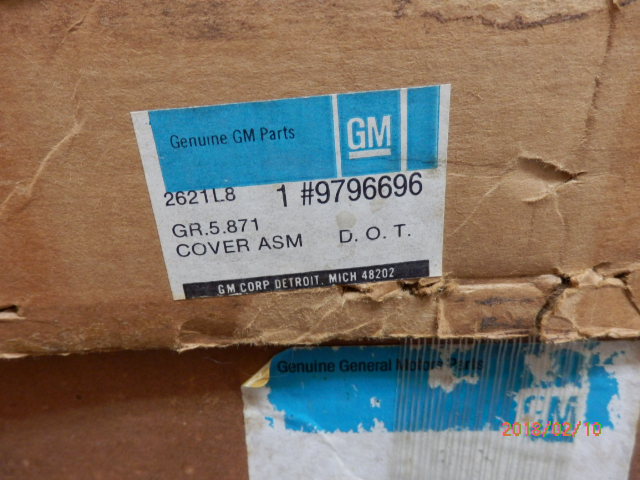 Genuine GM Parts
GM
2621L8 1 #9796696
GR.5.871
COVER ASM D. O. T.
GM CORP DETROIT, MICH 48202
Genuine General Motors Parts
GM
2013/02/10